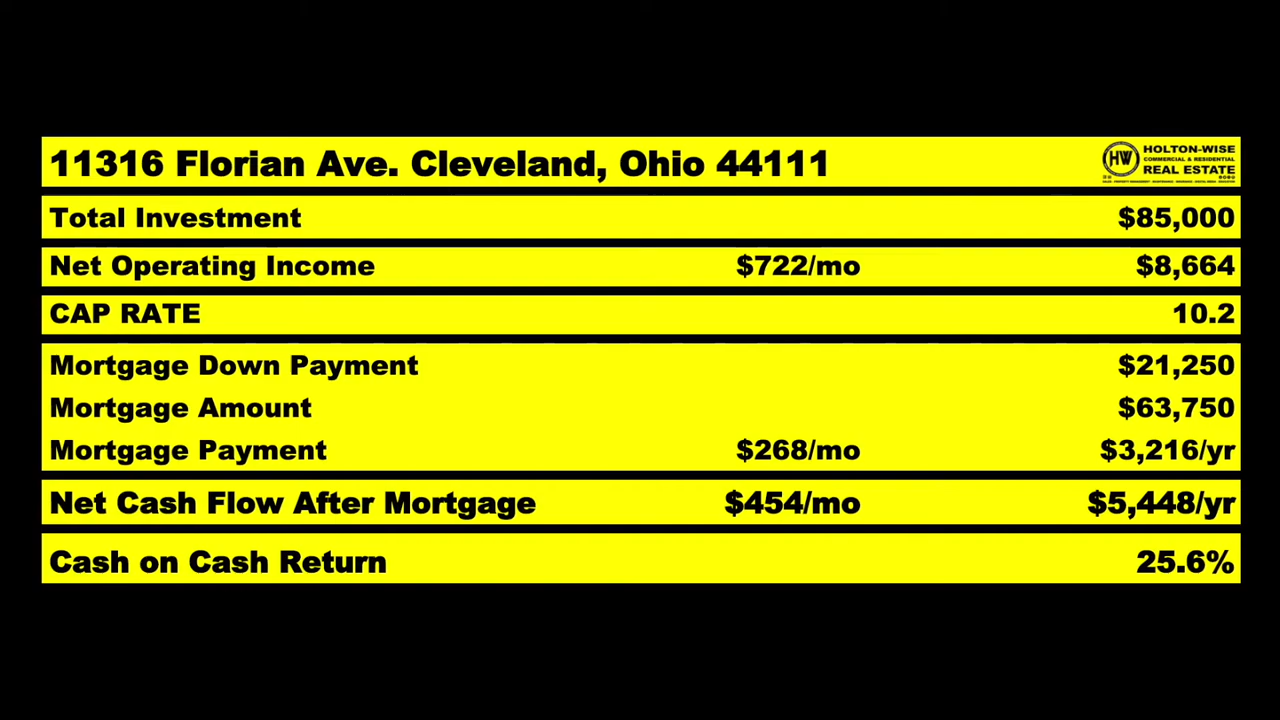 11316 Florian Ave. Cleveland, Ohio 44111
HW
HOLTON-WISE
COMMERCIAL & RESIDENTIAL
REAL ESTATE
Total Investment $85,000
Net Operating Income $722/mo $8,664
CAP RATE 10.2
Mortgage Down Payment $21,250
Mortgage Amount $63,750
Mortgage Payment $268/mo $3,216/yr
Net Cash Flow After Mortgage $454/mo $5,448/yr
Cash on Cash Return 25.6%